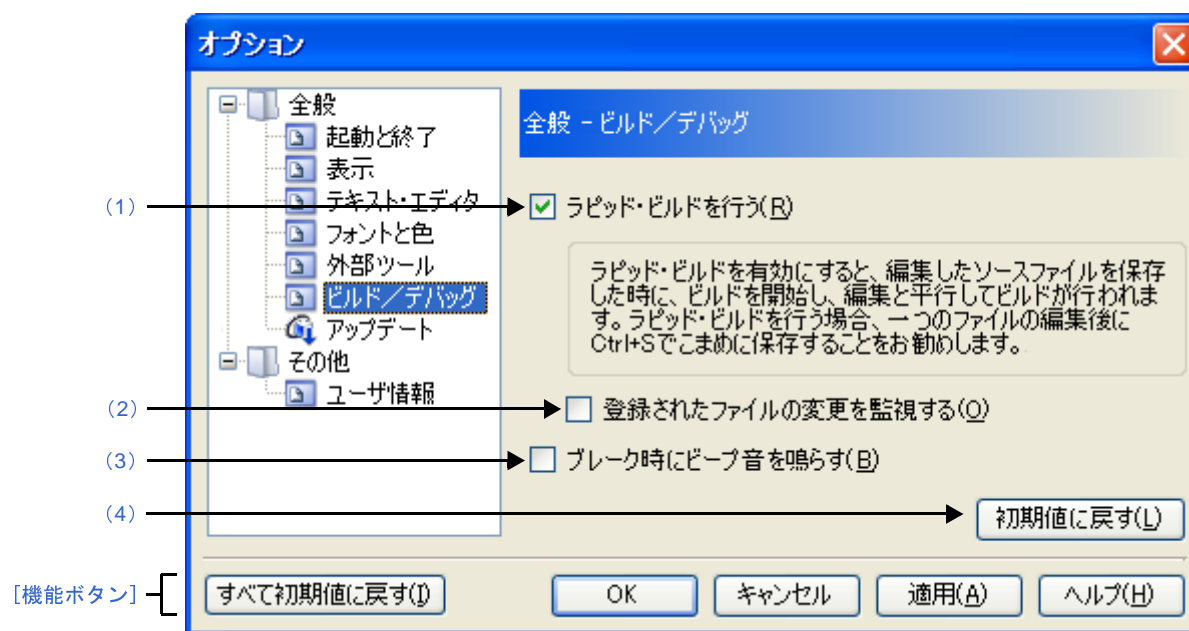 オプション
全般
起動と終了
表示
テキスト・エディタ
フォントと色
外部ツール
ビルド／デバッグ
アップデート
その他
ユーザ情報
全般 − ビルド／デバッグ
(1)
ラピッド・ビルドを行う(R)
ラピッド・ビルドを有効にすると、編集したソースファイルを保存
した時に、ビルドを開始し、編集と平行してビルドが行われま
す。ラピッド・ビルドを行う場合、一つのファイルの編集後に
Ctrl+Sでこまめに保存することをお勧めします。
(2)
登録されたファイルの変更を監視する(O)
(3)
ブレーク時にビープ音を鳴らす(B)
(4)
初期値に戻す(L)
[機能ボタン]
すべて初期値に戻す(I)
OK
キャンセル
適用(A)
ヘルプ(H)